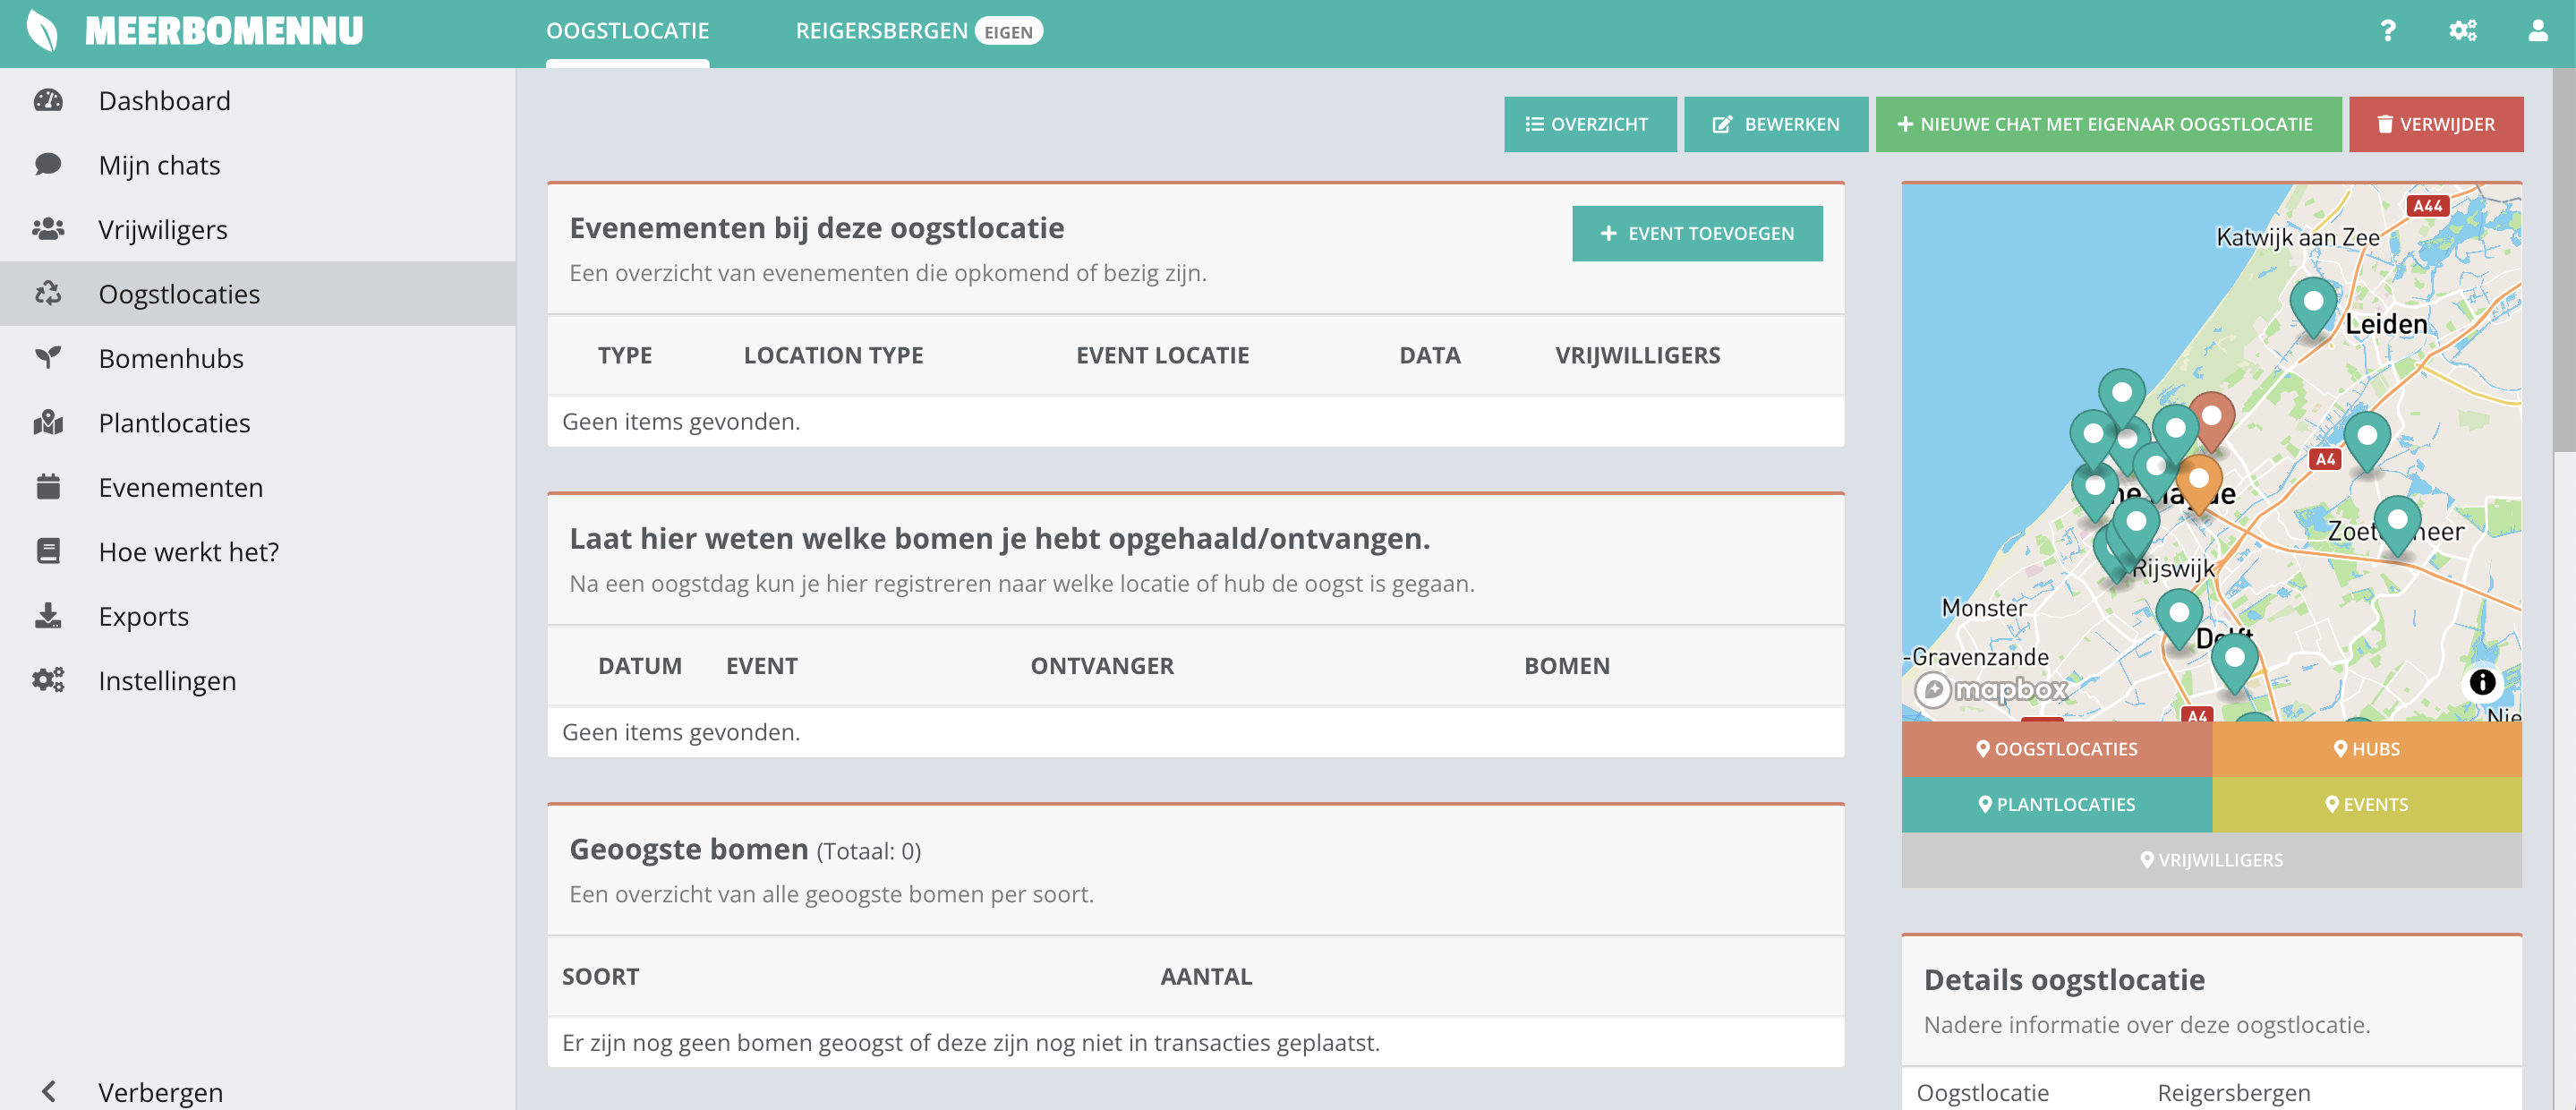 MEERBOMENNU
OOGSTLOCATIE
REIGERSBERGEN EIGEN
?
Dashboard
Mijn chats
Vrijwiligers
Oogstlocaties
Bomenhubs
Plantlocaties
Evenementen
Hoe werkt het?
Exports
Instellingen
Verbergen
OVERZICHT
BEWERKEN
+ NIEUWE CHAT MET EIGENAAR OOGSTLOCATIE
VERWIJDER
Evenementen bij deze oogstlocatie
+ EVENT TOEVOEGEN
Een overzicht van evenementen die opkomend of bezig zijn.
TYPE LOCATION TYPE EVENT LOCATIE DATA VRIJWILLIGERS
Geen items gevonden.
Laat hier weten welke bomen je hebt opgehaald/ontvangen.
Na een oogstdag kun je hier registreren naar welke locatie of hub de oogst is gegaan.
DATUM EVENT ONTVANGER BOMEN
Geen items gevonden.
Geoogste bomen (Totaal: 0)
Een overzicht van alle geoogste bomen per soort.
SOORT AANTAL
Er zijn nog geen bomen geoogst of deze zijn nog niet in transacties geplaatst.
A44
Katwijk aan Zee
Leiden
A4
Rijswijk
Monster
-Gravenzande
mapbox
A4
OOGSTLOCATIES
HUBS
PLANTLOCATIES
EVENTS
VRIJWILLIGERS
Details oogstlocatie
Nadere informatie over deze oogstlocatie.
Oogstlocatie Reigersbergen